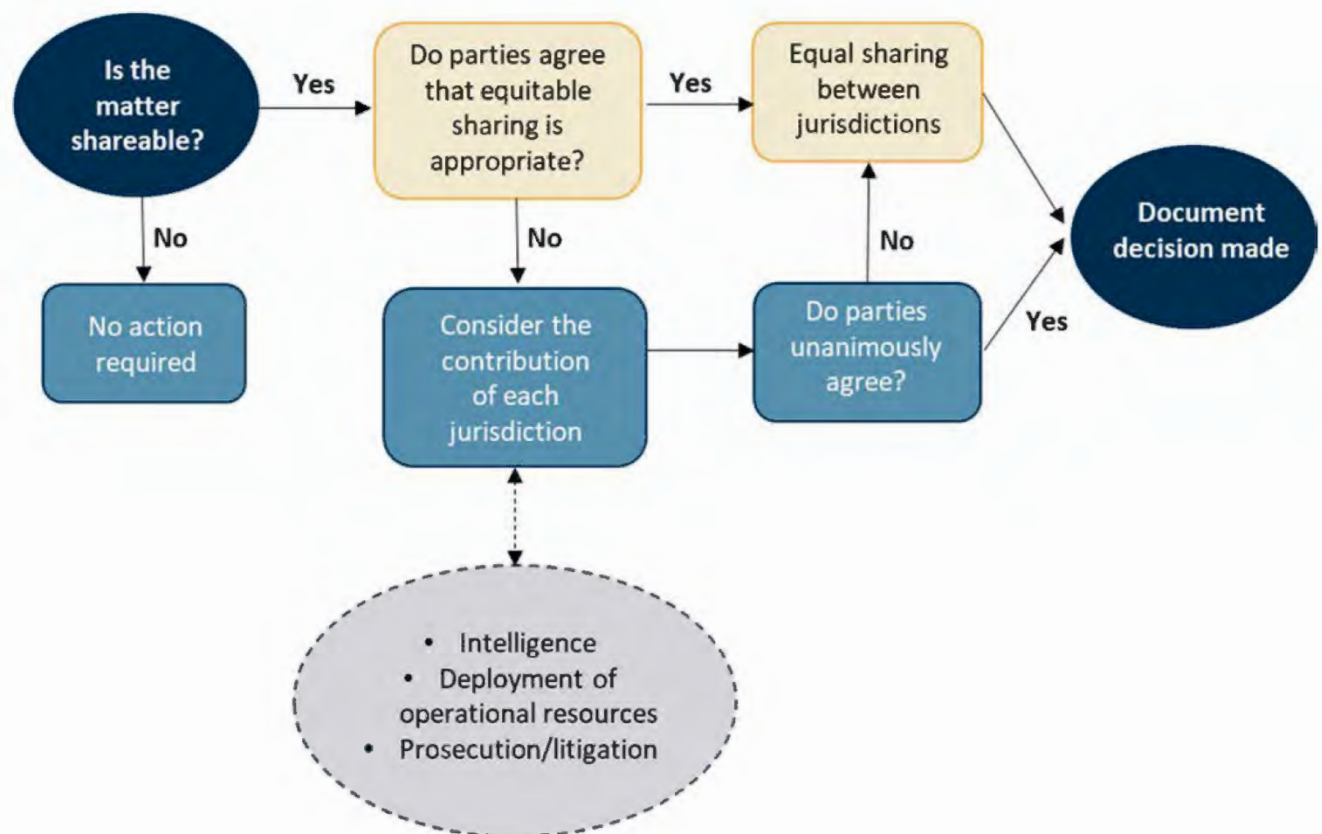 Is the
matter
shareable?
Yes
Do parties agree
that equitable
sharing is
appropriate?
Yes
Equal sharing
between
jurisdictions
No
No action
required
No
Consider the
contribution
of each
jurisdiction
No
Do parties
unanimously
agree?
Yes
Document
decision made
• Intelligence
• Deployment of
operational resources
• Prosecution/litigation